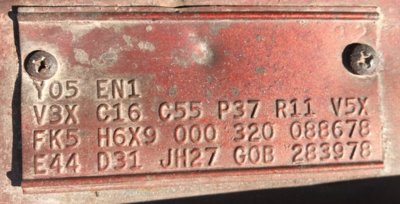 Y05 EN1
V3X C16 C55 P37 R11 V5X
FK5 H6X9 000 320 088678
E44 D31 JH27 G0B 283978